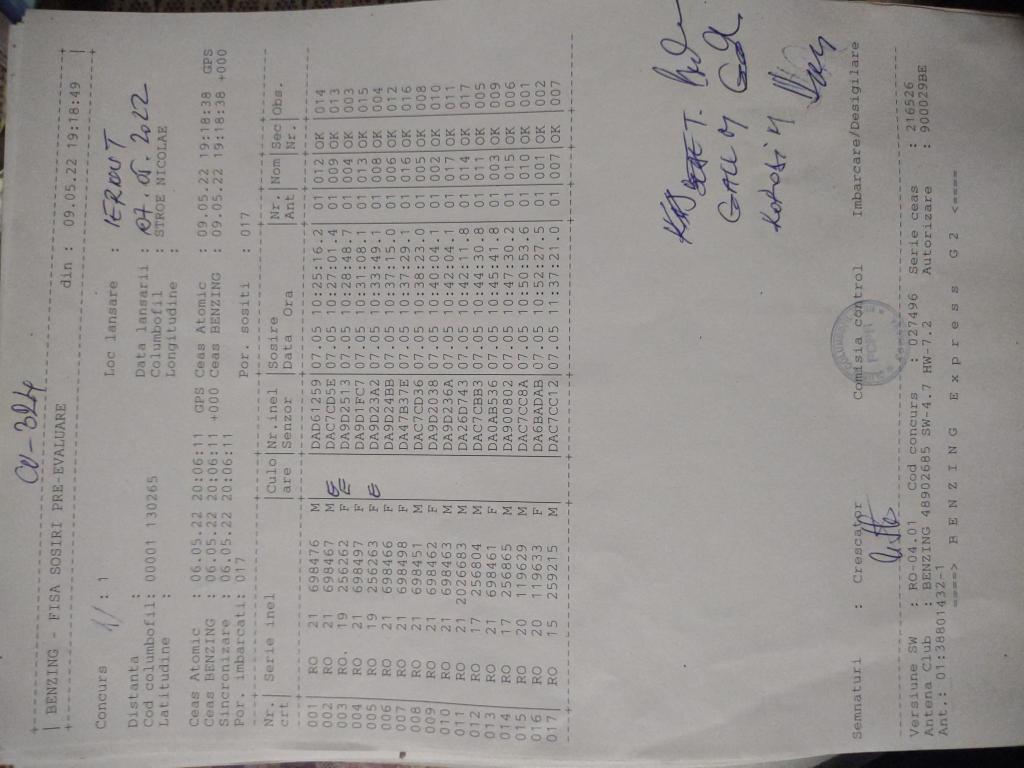 CU-324
BENZING - FISA SOSIRI PRE-EVALUARE din : 09.05.22 19:18:49
Concurs : 1 Loc lansare : IERNUT
Distanta : Data lansarii : 07.05.2022
Cod columbofil: 00001 130265 Columbofil : STROE NICOLAE
Latitudine : Longitudine :
Ceas Atomic : 06.05.22 20:06:11 GPS Ceas Atomic : 09.05.22 19:18:38 GPS
Ceas BENZING : 06.05.22 20:06:11 +000 Ceas BENZING : 09.05.22 19:18:38 +000
Sincronizare : 06.05.22 20:06:11
Por. imbarcati: 017 Por. sositi : 017
Nr.| Serie inel |Culo|Nr.inel |Sosire |Nr. |Nom |Sec|Obs.
crt| |are |Senzor |Data Ora |Ant | |Nr.|
001| RO 21 698476 M | |DAD61259|07.05 10:25:16.2| 01 |012|OK |014
002| RO 21 698467 M | E |DAC7CD5E|07.05 10:27:01.4| 01 |009|OK |013
003| RO. 19 256262 F | E |DA9D2513|07.05 10:28:48.7| 01 |004|OK |003
004| RO 21 698497 F | |DA9D1FC7|07.05 10:31:08.1| 01 |013|OK |015
005| RO 19 256263 F | E |DA9D23A2|07.05 10:33:49.1| 01 |008|OK |004
006| RO 21 698466 F | |DA9D24BB|07.05 10:37:15.0| 01 |006|OK |012
007| RO 21 698498 F | |DA47B37E|07.05 10:37:29.1| 01 |016|OK |016
008| RO 21 698451 M | |DAC7CD36|07.05 10:38:23.0| 01 |005|OK |008
009| RO 21 698462 F | |DA9D2038|07.05 10:40:04.1| 01 |002|OK |010
010| RO 21 698463 M | |DA9D236A|07.05 10:42:04.1| 01 |017|OK |011
011| RO 21 2026683 M | |DA26D743|07.05 10:44:11.8| 01 |014|OK |017
012| RO 17 256804 M | |DAC7CBB3|07.05 10:44:30.8| 01 |011|OK |005
013| RO 21 698461 F | |DA0AB536|07.05 10:45:41.8| 01 |003|OK |009
014| RO 17 256865 M | |DA900802|07.05 10:47:30.2| 01 |015|OK |006
015| RO 20 119629 M | |DAC7CC8A|07.05 10:50:53.6| 01 |010|OK |001
016| RO 20 119633 F | |DA6BADAB|07.05 10:52:27.5| 01 |001|OK |002
017| RO 15 259215 M | |DAC7CC12|07.05 11:37:21.0| 01 |007|OK |007
GALL
Semnaturi : Crescator Comisia control Imbarcare/Desigilare
Versiune SW : RO-04.01 Cod concurs : 027496 Serie ceas : 216526
Antena Club : BENZING 48902685 SW-4.7 HW-7.2 Autorizare : 900029BE
Ant.: 01:38801432-1
====> BENZING Express G2 <====